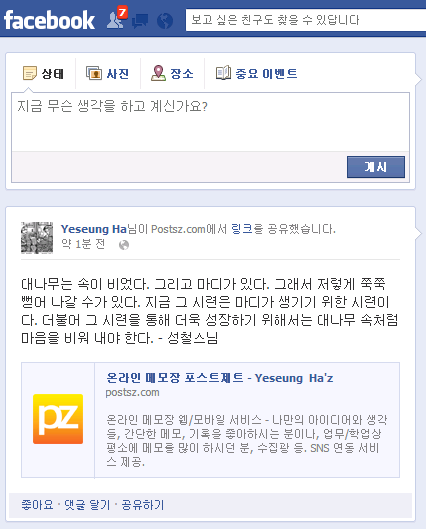 facebook 7 보고 싶은 친구도 찾을 수 있답니다
상태 사진 장소 중요 이벤트
지금 무슨 생각을 하고 계신가요?
게시
Yeseung Ha님이 Postsz.com에서 링크를 공유했습니다.
약 1분 전
대나무는 속이 비었다. 그리고 마디가 있다. 그래서 저렇게 쭉쭉
뻗어 나갈 수가 있다. 지금 그 시련은 마디가 생기기 위한 시련이
다. 더불어 그 시련을 통해 더욱 성장하기 위해서는 대나무 속처럼
마음을 비워 내야 한다. - 성철스님
pz
온라인 메모장 포스트제트 - Yeseung Ha'z
postsz.com
온라인 메모장 웹/모바일 서비스 - 나만의 아이디어와 생각
등, 간단한 메모, 기록을 좋아하시는 분이나, 업무/학업상
평소에 메모를 많이 하시던 분, 수집광 등. SNS 연동 서비
스 제공.
좋아요 · 댓글 달기 · 공유하기